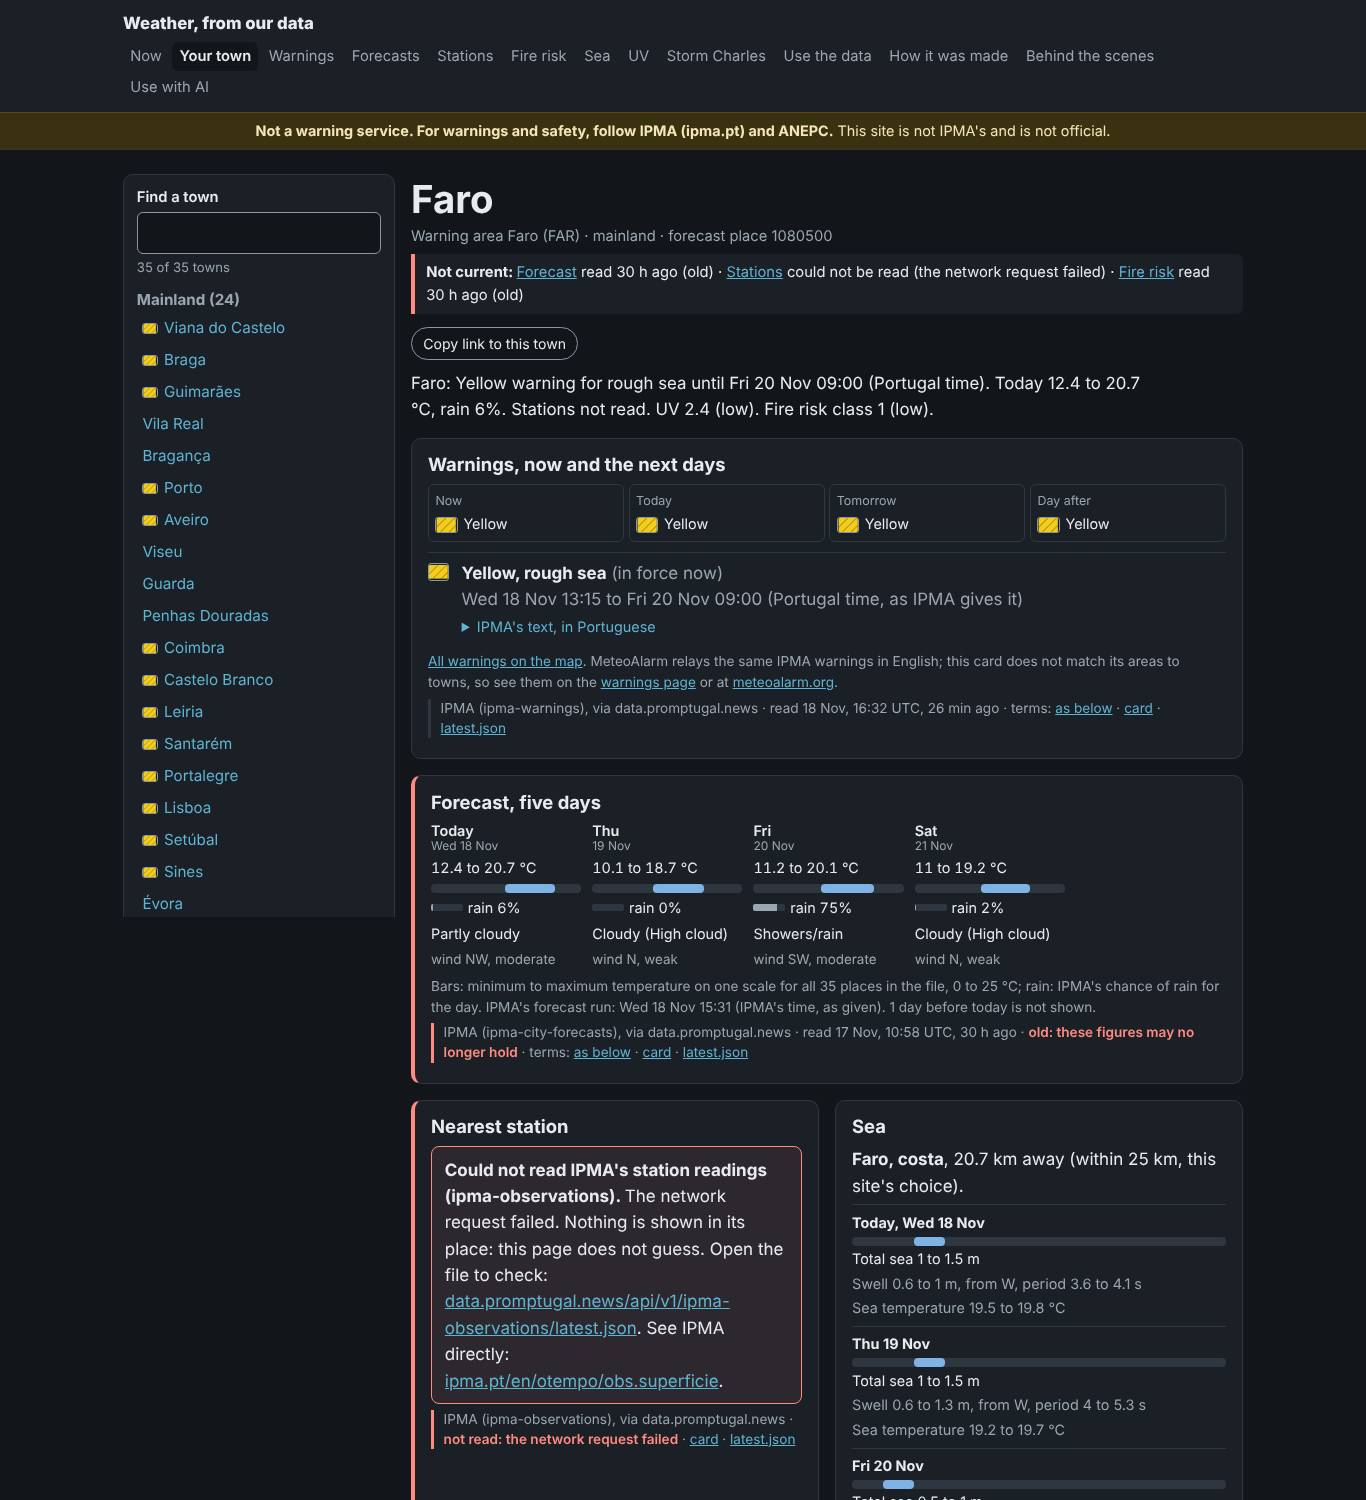 Weather, from our data
Now Your town Warnings Forecasts Stations Fire risk Sea UV Storm Charles Use the data How it was made Behind the scenes
Use with AI
Not a warning service. For warnings and safety, follow IPMA (ipma.pt) and ANEPC. This site is not IPMA's and is not official.
Find a town
35 of 35 towns
Mainland (24)
Viana do Castelo
Braga
Guimarães
Vila Real
Bragança
Porto
Aveiro
Viseu
Guarda
Penhas Douradas
Coimbra
Castelo Branco
Leiria
Santarém
Portalegre
Lisboa
Setúbal
Sines
Évora
Faro
Warning area Faro (FAR) · mainland · forecast place 1080500
Not current: Forecast read 30 h ago (old) · Stations could not be read (the network request failed) · Fire risk read
30 h ago (old)
Copy link to this town
Faro: Yellow warning for rough sea until Fri 20 Nov 09:00 (Portugal time). Today 12.4 to 20.7
°C, rain 6%. Stations not read. UV 2.4 (low). Fire risk class 1 (low).
Warnings, now and the next days
Now Today Tomorrow Day after
Yellow Yellow Yellow Yellow
Yellow, rough sea (in force now)
Wed 18 Nov 13:15 to Fri 20 Nov 09:00 (Portugal time, as IPMA gives it)
▶ IPMA's text, in Portuguese
All warnings on the map. MeteoAlarm relays the same IPMA warnings in English; this card does not match its areas to
towns, so see them on the warnings page or at meteoalarm.org.
IPMA (ipma-warnings), via data.promptugal.news · read 18 Nov, 16:32 UTC, 26 min ago · terms: as below · card ·
latest.json
Forecast, five days
Today Thu Fri Sat
Wed 18 Nov 19 Nov 20 Nov 21 Nov
12.4 to 20.7 °C 10.1 to 18.7 °C 11.2 to 20.1 °C 11 to 19.2 °C
rain 6% rain 0% rain 75% rain 2%
Partly cloudy Cloudy (High cloud) Showers/rain Cloudy (High cloud)
wind NW, moderate wind N, weak wind SW, moderate wind N, weak
Bars: minimum to maximum temperature on one scale for all 35 places in the file, 0 to 25 °C; rain: IPMA's chance of rain for
the day. IPMA's forecast run: Wed 18 Nov 15:31 (IPMA's time, as given). 1 day before today is not shown.
IPMA (ipma-city-forecasts), via data.promptugal.news · read 17 Nov, 10:58 UTC, 30 h ago · old: these figures may no
longer hold · terms: as below · card · latest.json
Nearest station
Could not read IPMA's station readings
(ipma-observations). The network
request failed. Nothing is shown in its
place: this page does not guess. Open the
file to check:
data.promptugal.news/api/v1/ipma-
observations/latest.json. See IPMA
directly:
ipma.pt/en/otempo/obs.superficie.
IPMA (ipma-observations), via data.promptugal.news ·
not read: the network request failed · card · latest.json
Sea
Faro, costa, 20.7 km away (within 25 km, this
site's choice).
Today, Wed 18 Nov
Total sea 1 to 1.5 m
Swell 0.6 to 1 m, from W, period 3.6 to 4.1 s
Sea temperature 19.5 to 19.8 °C
Thu 19 Nov
Total sea 1 to 1.5 m
Swell 0.6 to 1.3 m, from W, period 4 to 5.3 s
Sea temperature 19.2 to 19.7 °C
Fri 20 Nov